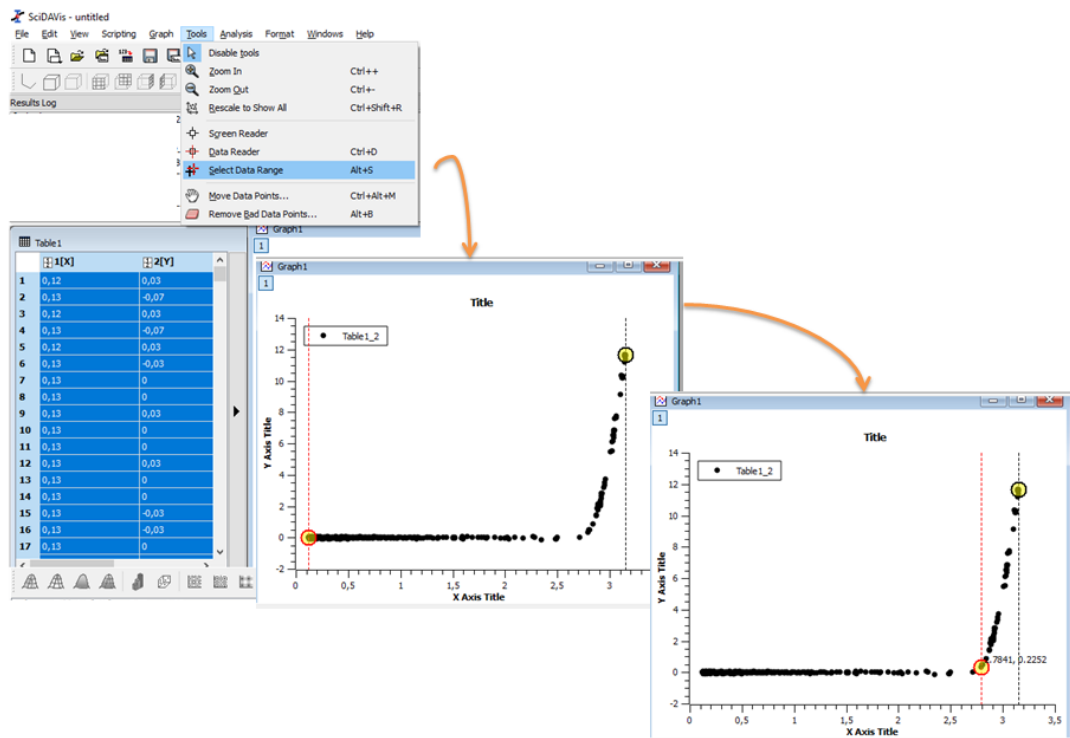 SciDAVis - untitled
File Edit View Scripting Graph Tools Analysis Format Windows Help
Disable tools
Zoom In Ctrl++
Zoom Out Ctrl+-
Rescale to Show All Ctrl+Shift+R
Results Log
Screen Reader
Data Reader Ctrl+D
Select Data Range Alt+S
Move Data Points... Ctrl+Alt+M
Remove Bad Data Points... Alt+B
Table1
1[X] 2[Y]
1 0,12 0,03
2 0,13 -0,07
3 0,12 0,03
4 0,13 -0,07
5 0,12 0,03
6 0,13 -0,03
7 0,13 0
8 0,13 0
9 0,13 0,03
10 0,13 0
11 0,13 0
12 0,13 0,03
13 0,13 0
14 0,13 0
15 0,13 -0,03
16 0,13 -0,03
17 0,13 0
Graph1
1
Graph1
1
Title
Table1_2
Y Axis Title
14
12
10
8
6
4
2
0
-2
0 0,5 1 1,5 2 2,5 3
X Axis Title
Graph1
1
Title
Table1_2
Y Axis Title
14
12
10
8
6
4
2
0
-2
.7841, 0.2252
0 0,5 1 1,5 2 2,5 3 3,5
X Axis Title